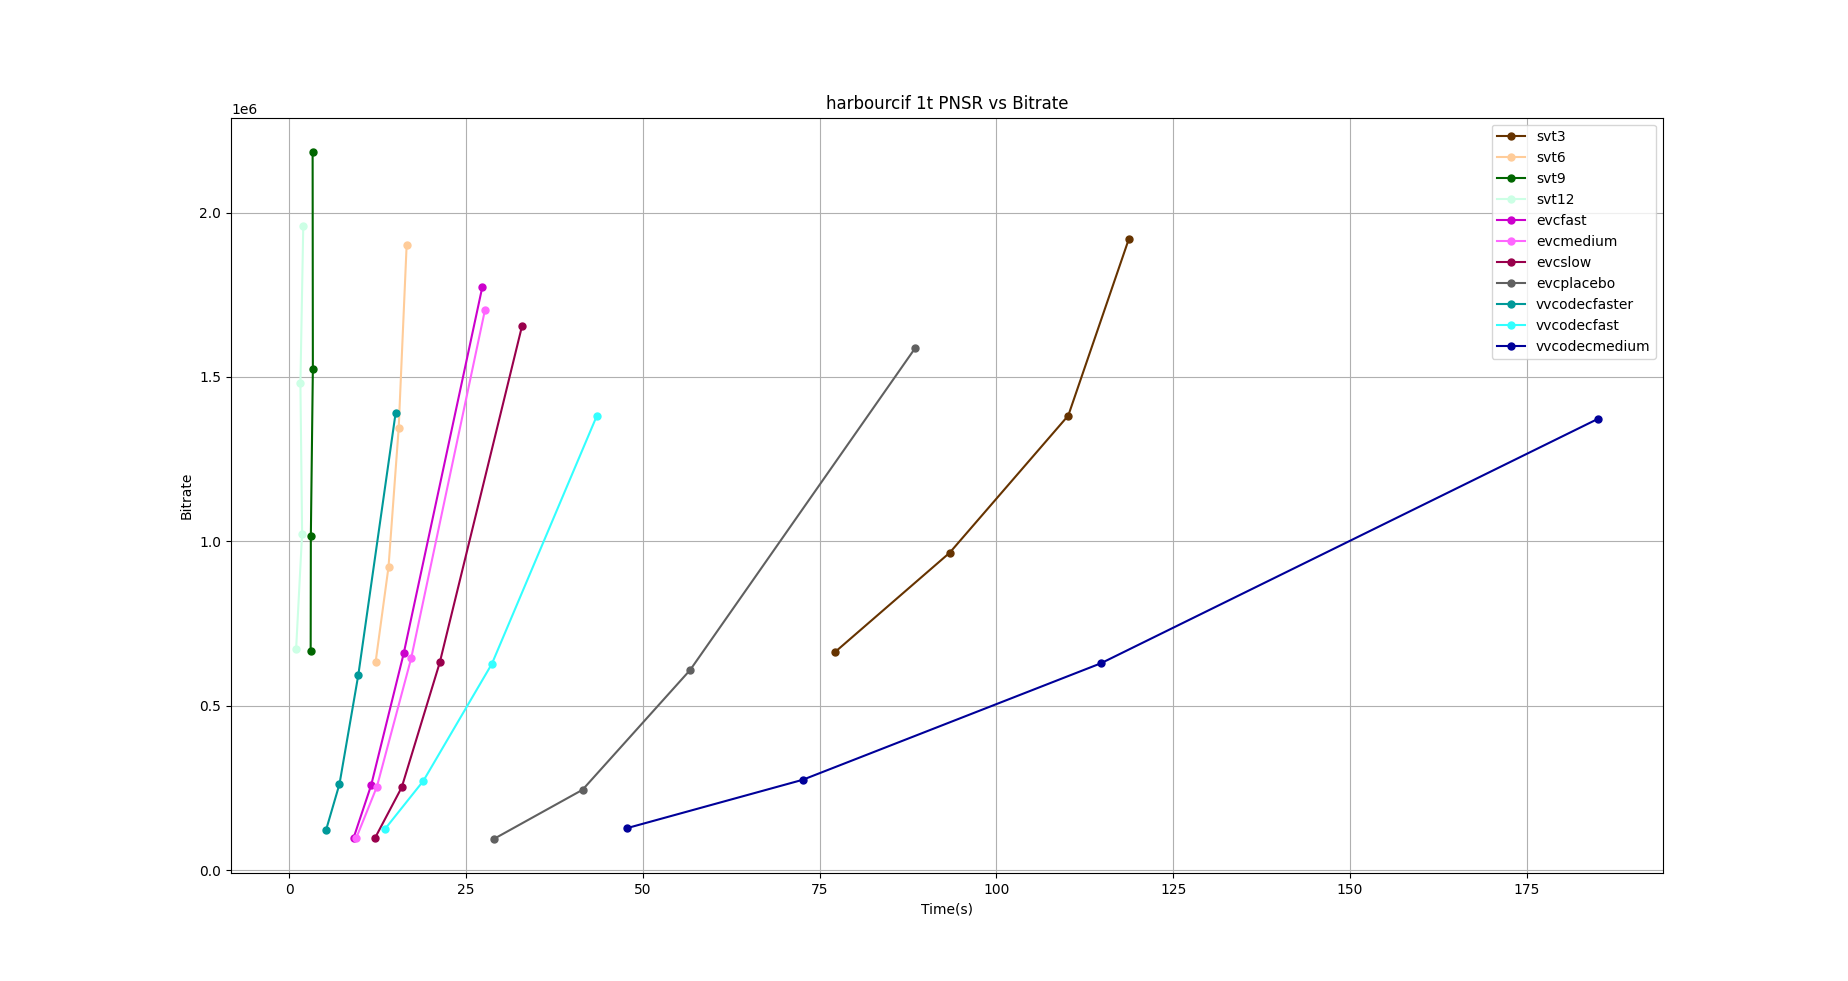 harbourcif 1t PNSR vs Bitrate
1e6
2.0
1.5
1.0
0.5
0.0
Bitrate
0 25 50 75 100 125 150 175
Time(s)
svt3
svt6
svt9
svt12
evcfast
evcmedium
evcslow
evcplacebo
vvcodecfaster
vvcodecfast
vvcodecmedium